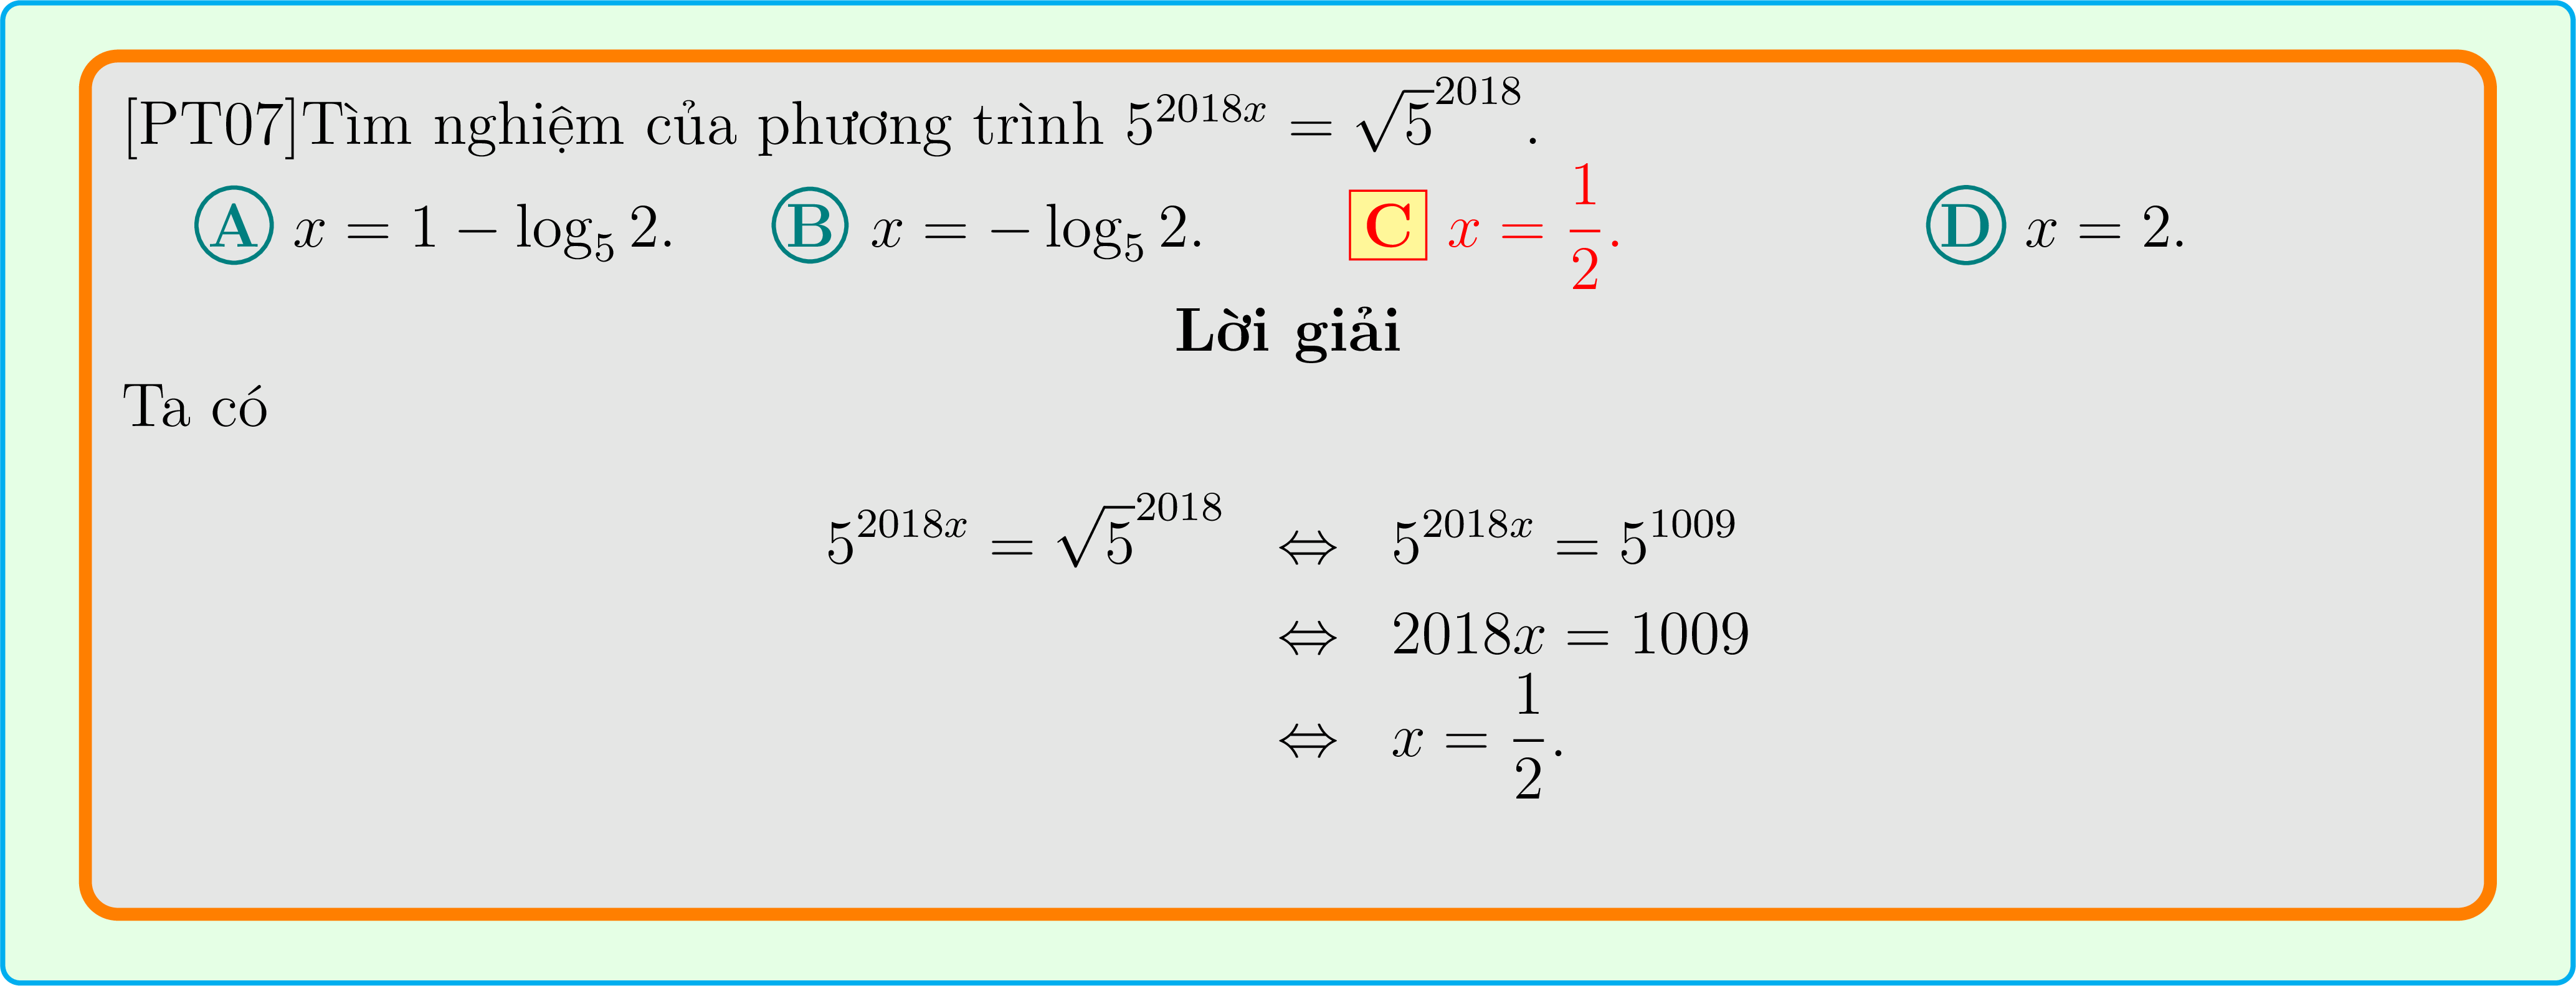 [PT07]Tìm nghiệm của phương trình $5^{2018x} = \sqrt{5}^{2018}$.
A $x = 1 - \log_5 2$. B $x = -\log_5 2$. C $x = \dfrac{1}{2}$. D $x = 2$.
Lời giải
Ta có
$5^{2018x} = \sqrt{5}^{2018} \Leftrightarrow 5^{2018x} = 5^{1009}$
$\Leftrightarrow 2018x = 1009$
$\Leftrightarrow x = \dfrac{1}{2}$.